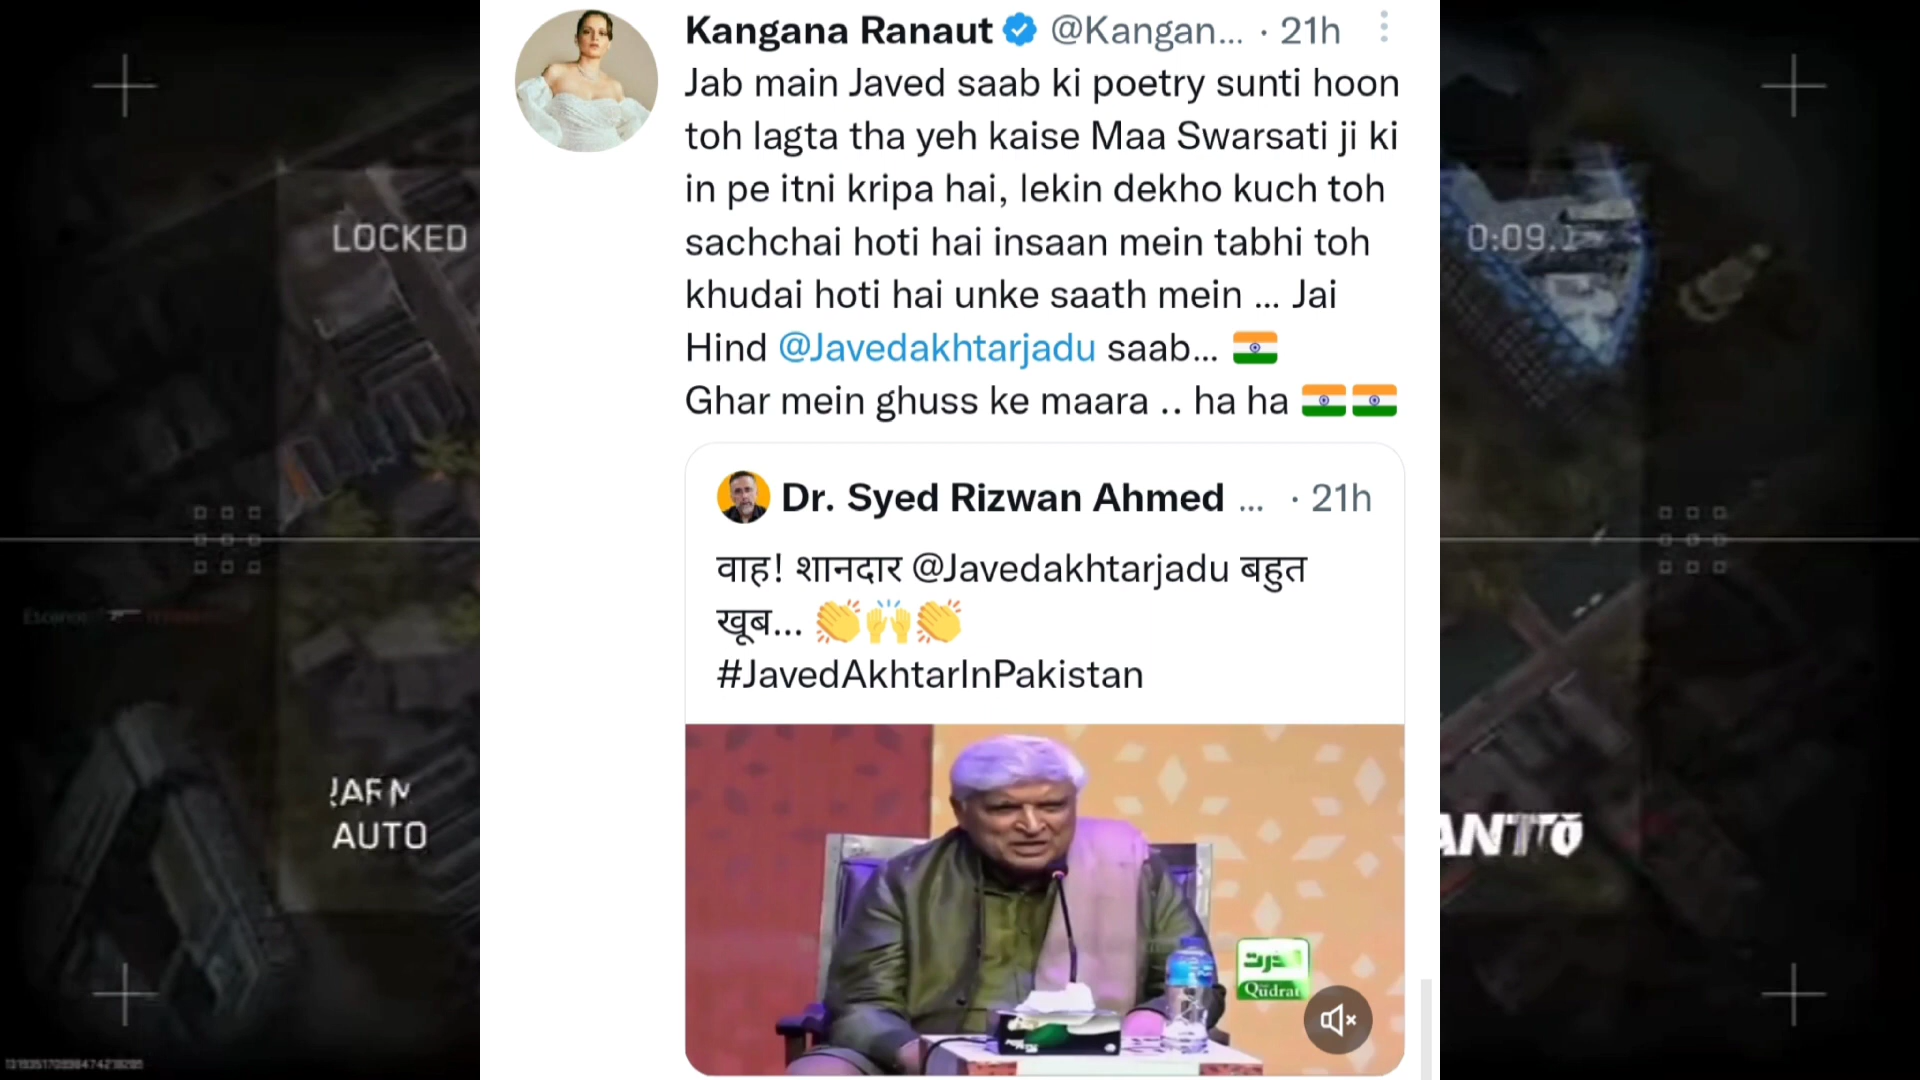 Kangana Ranaut @Kangan... · 21h
Jab main Javed saab ki poetry sunti hoon
toh lagta tha yeh kaise Maa Swarsati ji ki
in pe itni kripa hai, lekin dekho kuch toh
sachchai hoti hai insaan mein tabhi toh
khudai hoti hai unke saath mein ... Jai
Hind @Javedakhtarjadu saab... 🇮🇳
Ghar mein ghuss ke maara .. ha ha 🇮🇳🇮🇳
Dr. Syed Rizwan Ahmed ... · 21h
वाह! शानदार @Javedakhtarjadu बहुत
खूब... 👏🙌👏
#JavedAkhtarInPakistan
Qudrat
LOCKED
AUTO